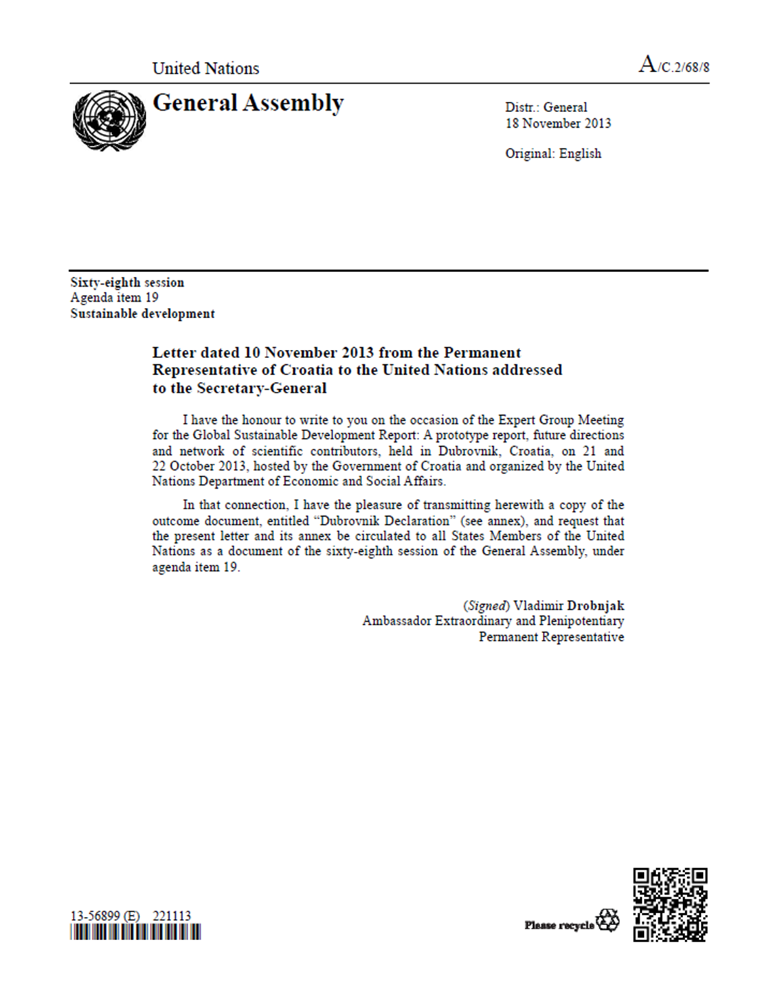 United Nations
A/C.2/68/8
General Assembly
Distr.: General
18 November 2013
Original: English
Sixty-eighth session
Agenda item 19
Sustainable development
Letter dated 10 November 2013 from the Permanent
Representative of Croatia to the United Nations addressed
to the Secretary-General
I have the honour to write to you on the occasion of the Expert Group Meeting
for the Global Sustainable Development Report: A prototype report, future directions
and network of scientific contributors, held in Dubrovnik, Croatia, on 21 and
22 October 2013, hosted by the Government of Croatia and organized by the United
Nations Department of Economic and Social Affairs.
In that connection, I have the pleasure of transmitting herewith a copy of the
outcome document, entitled “Dubrovnik Declaration” (see annex), and request that
the present letter and its annex be circulated to all States Members of the United
Nations as a document of the sixty-eighth session of the General Assembly, under
agenda item 19.
(Signed) Vladimir Drobnjak
Ambassador Extraordinary and Plenipotentiary
Permanent Representative
13-56899 (E) 221113
Please recycle